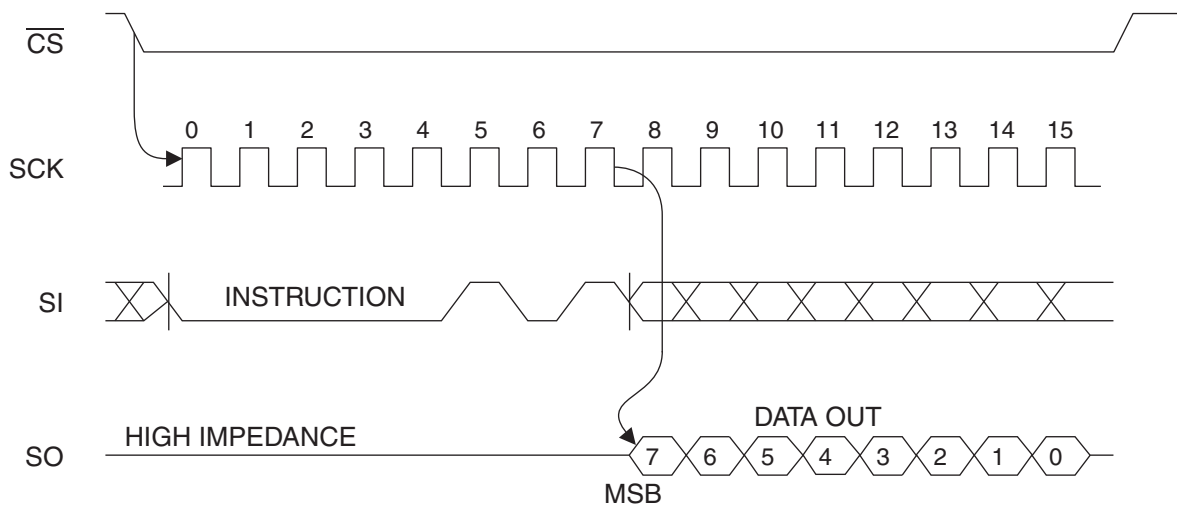 CS
0 1 2 3 4 5 6 7 8 9 10 11 12 13 14 15
SCK
SI
INSTRUCTION
DATA OUT
HIGH IMPEDANCE
SO
7 6 5 4 3 2 1 0
MSB